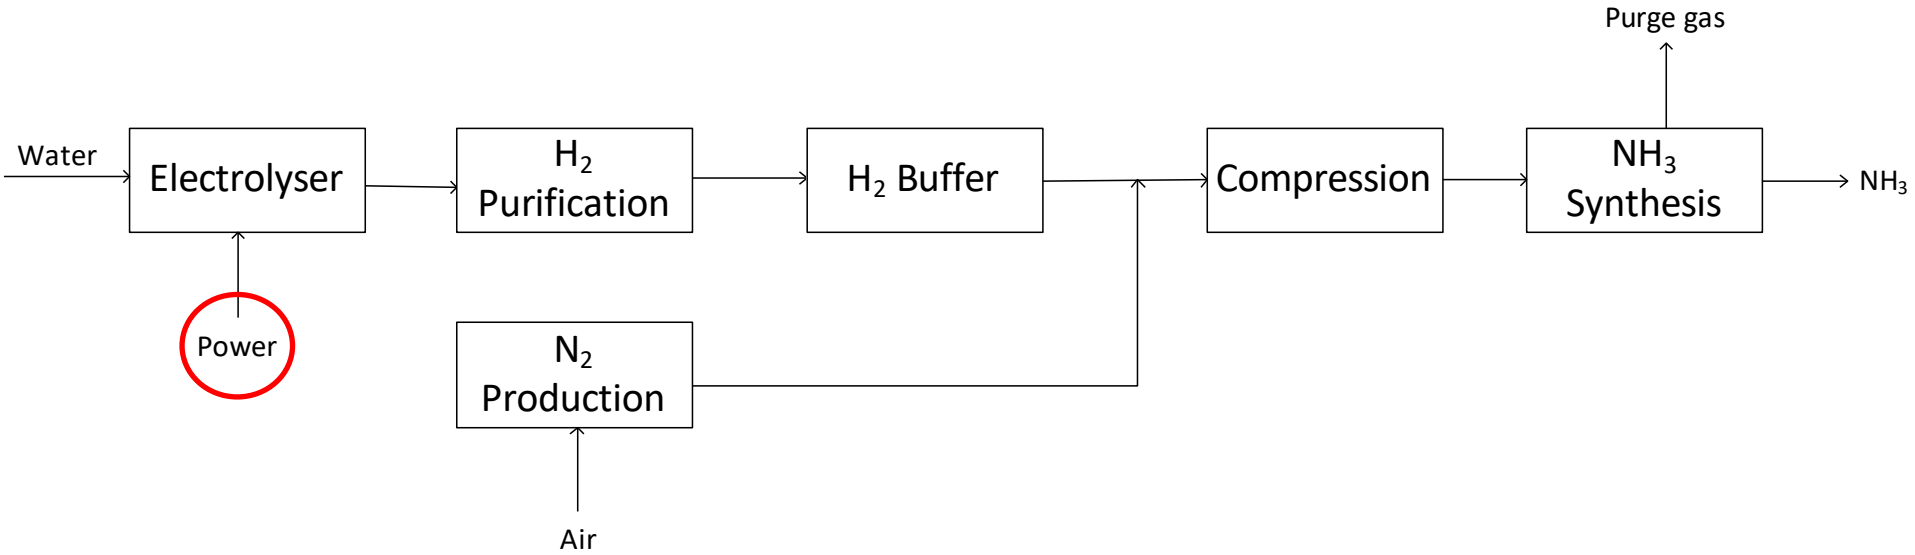 Purge gas
Water
Electrolyser
H₂
Purification
H₂ Buffer
Compression
NH₃
Synthesis
NH₃
Power
N₂
Production
Air